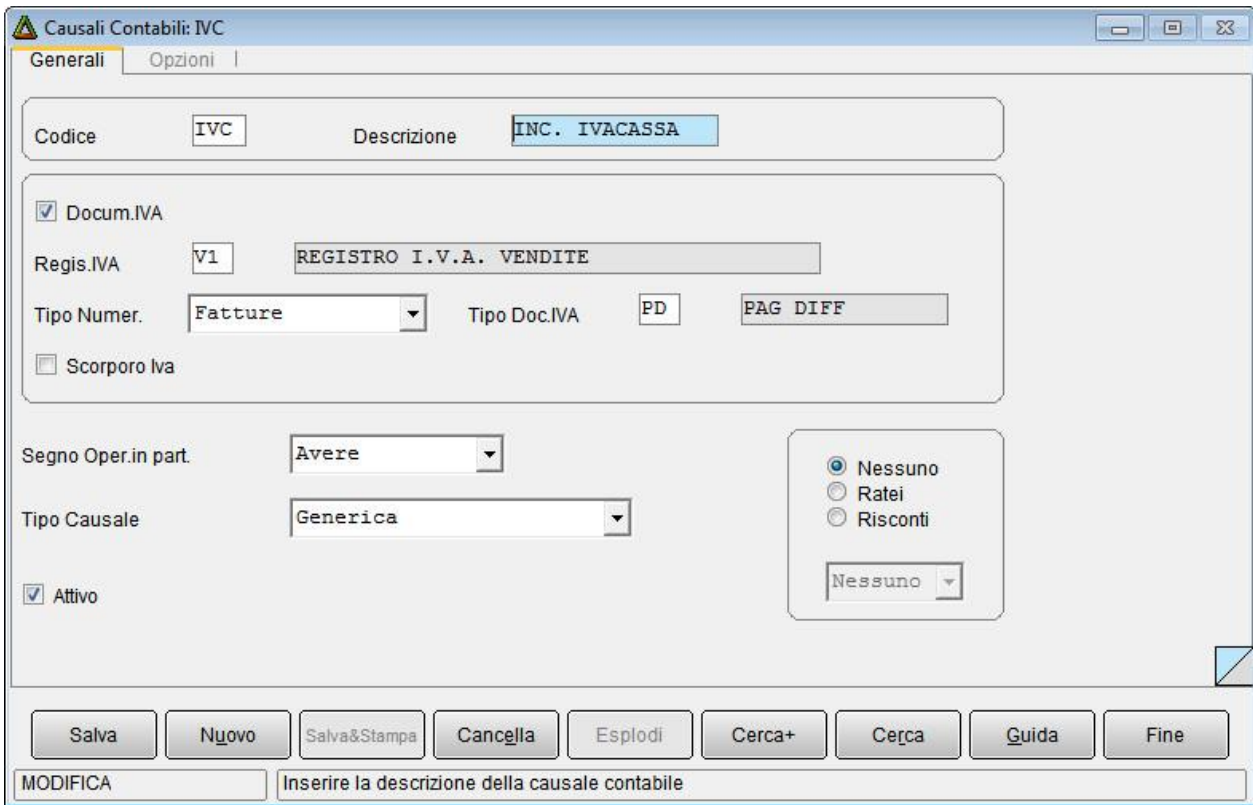 Causali Contabili: IVC
Generali Opzioni
Codice IVC Descrizione INC. IVACASSA
Docum.IVA
Regis.IVA V1 REGISTRO I.V.A. VENDITE
Tipo Numer. Fatture Tipo Doc.IVA PD PAG DIFF
Scorporo Iva
Segno Oper.in part. Avere
Tipo Causale Generica
Nessuno
Ratei
Risconti
Nessuno
Attivo
Salva Nuovo Salva&Stampa Cancella Esplodi Cerca+ Cerca Guida Fine
MODIFICA Inserire la descrizione della causale contabile